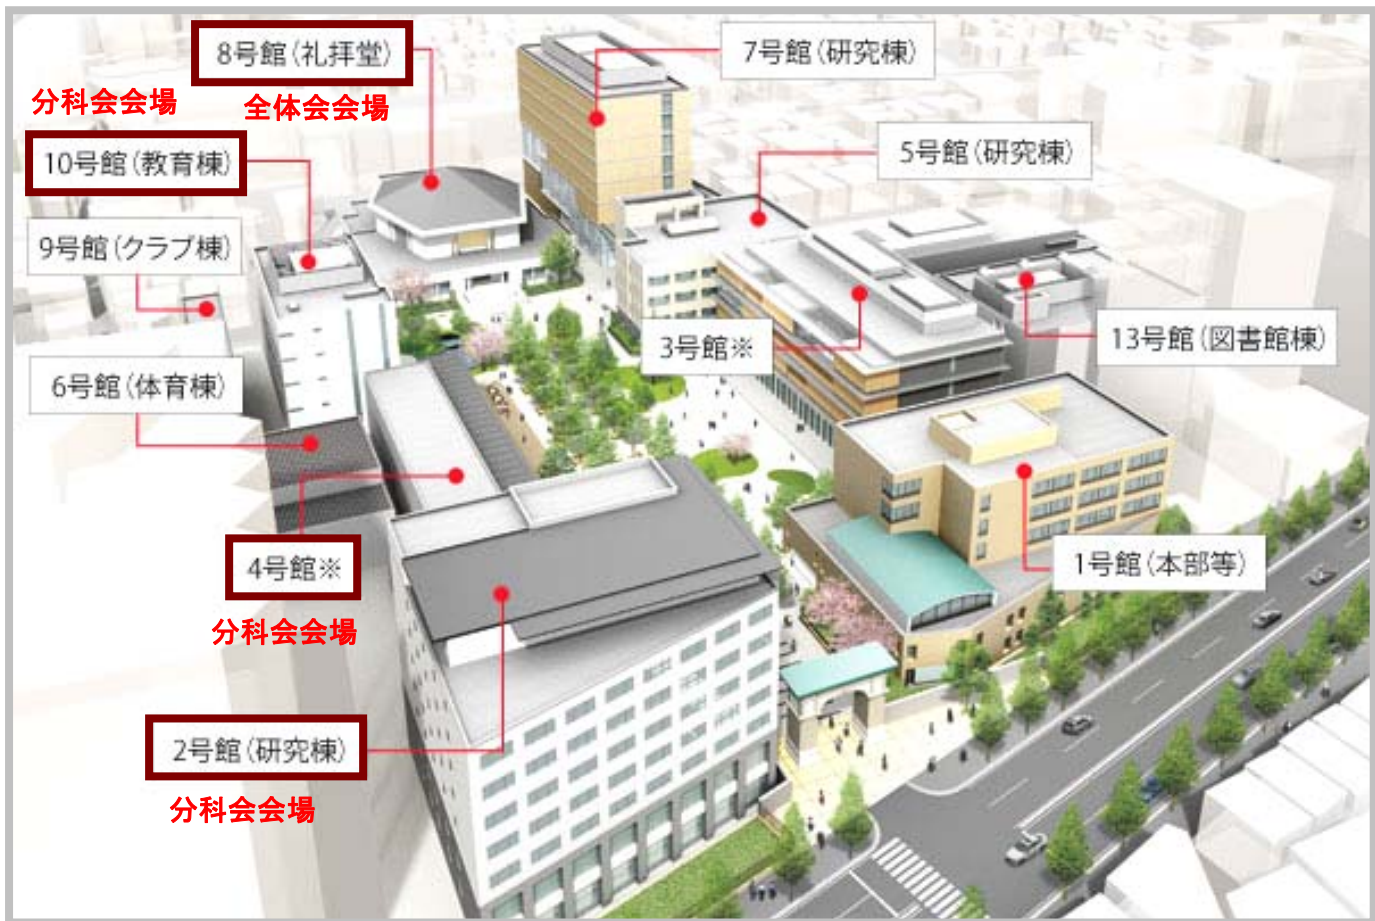 8号館(礼拝堂)
全体会会場
7号館(研究棟)
分科会会場
10号館(教育棟)
5号館(研究棟)
9号館(クラブ棟)
3号館※
13号館(図書館棟)
6号館(体育棟)
4号館※
分科会会場
1号館(本部等)
2号館(研究棟)
分科会会場